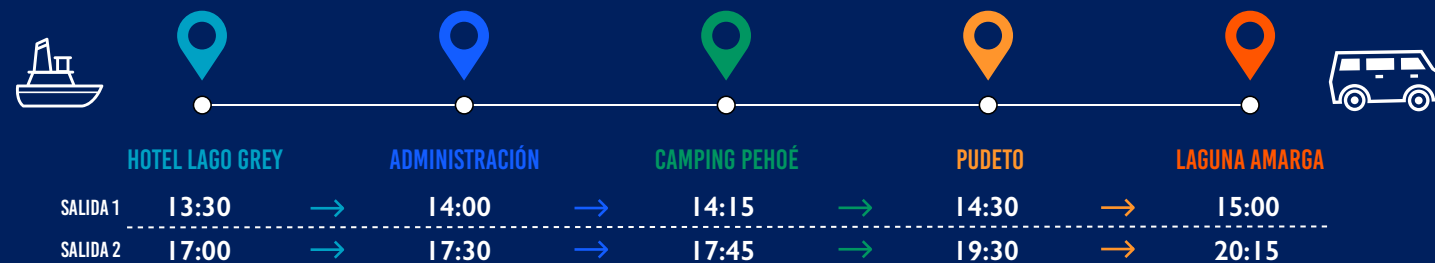 HOTEL LAGO GREY ADMINISTRACIÓN CAMPING PEHOÉ PUDETO LAGUNA AMARGA
SALIDA 1 13:30 → 14:00 → 14:15 → 14:30 → 15:00
SALIDA 2 17:00 → 17:30 → 17:45 → 19:30 → 20:15